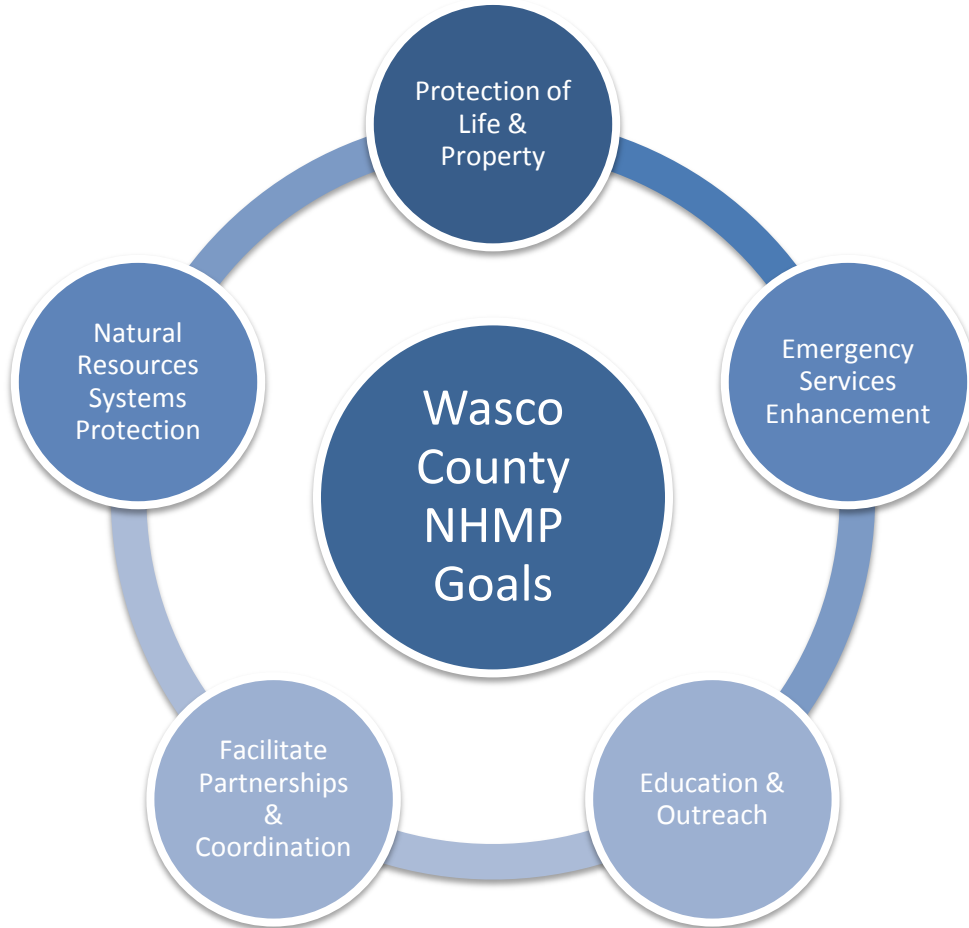 Protection of
Life &
Property
Emergency
Services
Enhancement
Education &
Outreach
Facilitate
Partnerships
&
Coordination
Natural
Resources
Systems
Protection
Wasco
County
NHMP
Goals